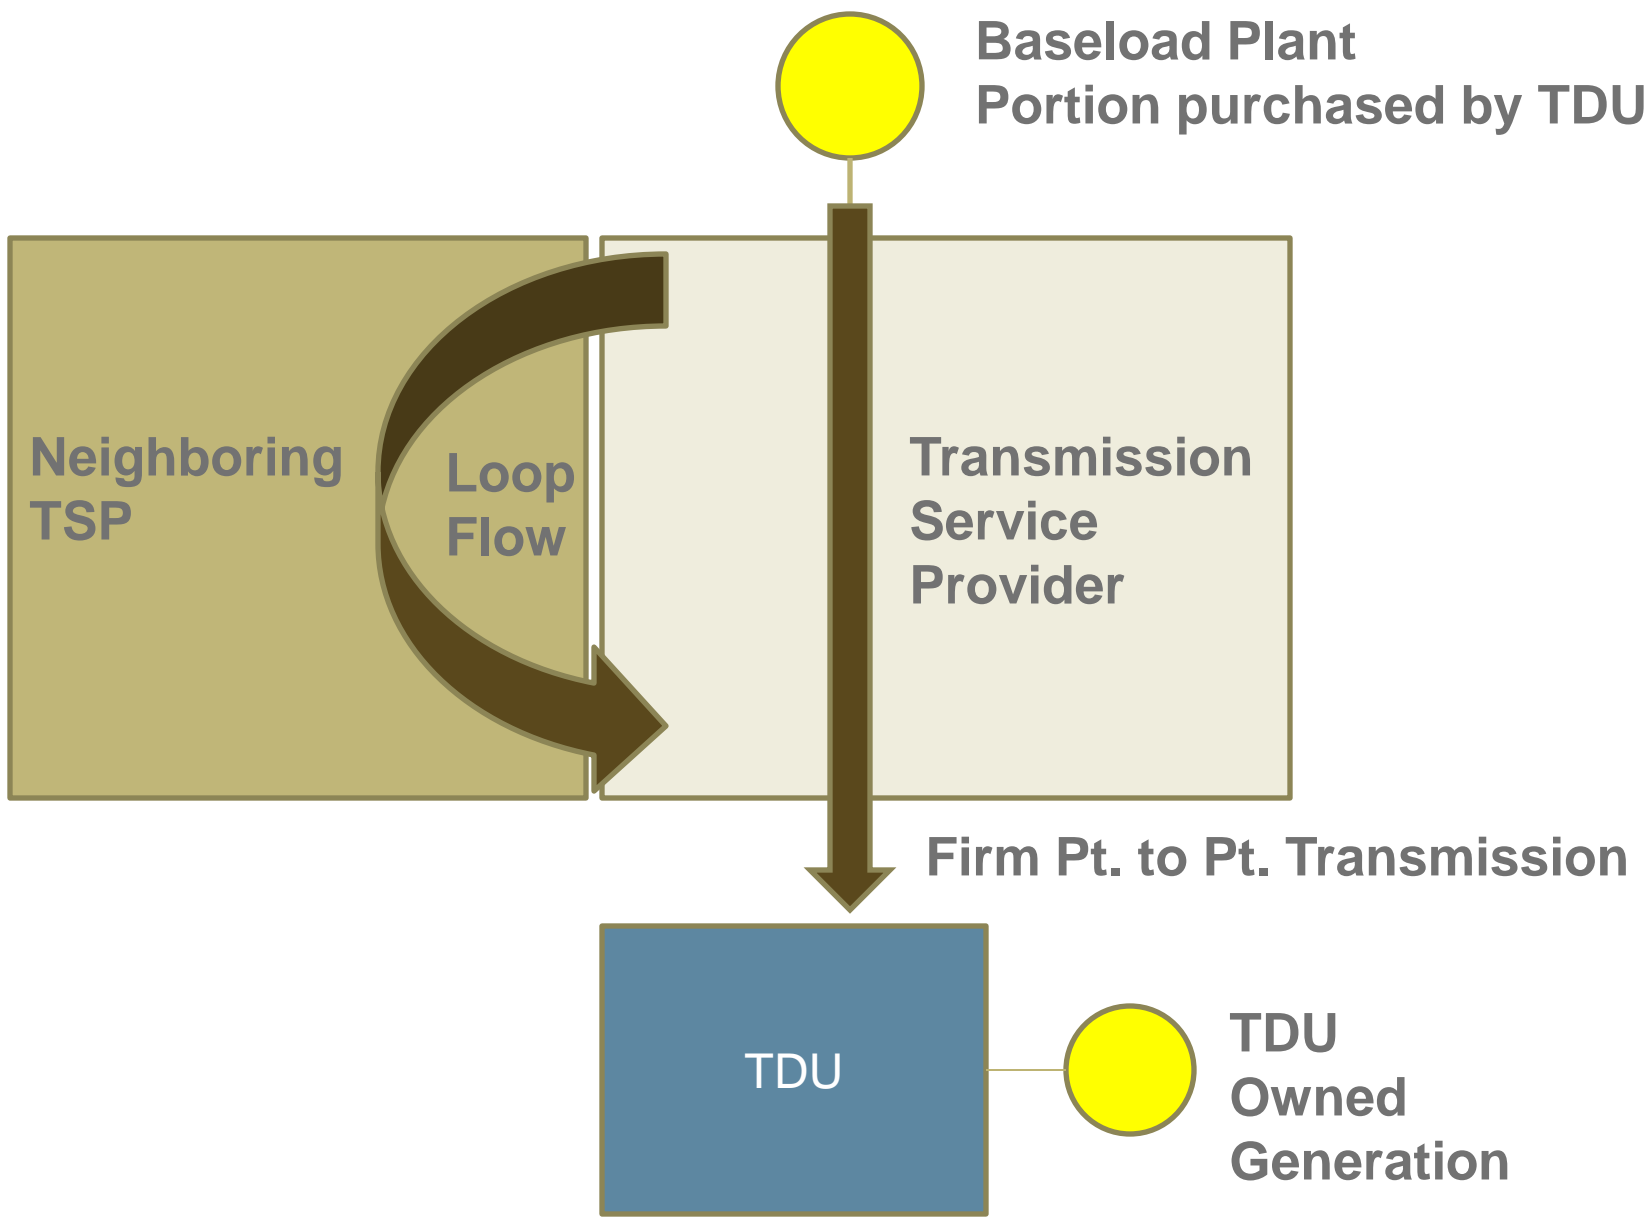 Baseload Plant
Portion purchased by TDU
Neighboring
TSP
Loop
Flow
Transmission
Service
Provider
Firm Pt. to Pt. Transmission
TDU
TDU
Owned
Generation